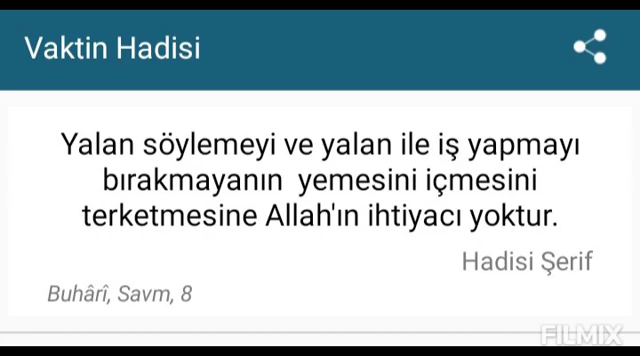 Vaktin Hadisi
Yalan söylemeyi ve yalan ile iş yapmayı
bırakmayanın yemesini içmesini
terketmesine Allah'ın ihtiyacı yoktur.
Hadisi Şerif
Buhârî, Savm, 8
FILMIX